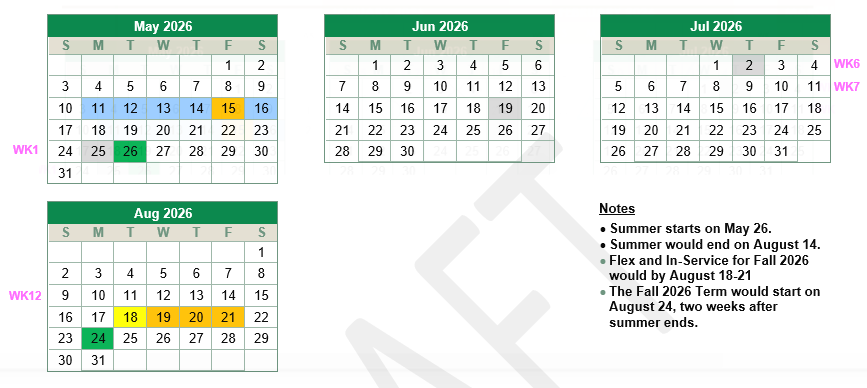 May 2026
S M T W T F S
1 2
3 4 5 6 7 8 9
10 11 12 13 14 15 16
17 18 19 20 21 22 23
WK1 24 25 26 27 28 29 30
31
Jun 2026
S M T W T F S
1 2 3 4 5 6
7 8 9 10 11 12 13
14 15 16 17 18 19 20
21 22 23 24 25 26 27
28 29 30
Jul 2026
S M T W T F S
1 2 3 4 WK6
5 6 7 8 9 10 11 WK7
12 13 14 15 16 17 18
19 20 21 22 23 24 25
26 27 28 29 30 31
Aug 2026
S M T W T F S
1
2 3 4 5 6 7 8
WK12 9 10 11 12 13 14 15
16 17 18 19 20 21 22
23 24 25 26 27 28 29
30 31
Notes
● Summer starts on May 26.
● Summer would end on August 14.
● Flex and In-Service for Fall 2026
would by August 18-21
● The Fall 2026 Term would start on
August 24, two weeks after
summer ends.